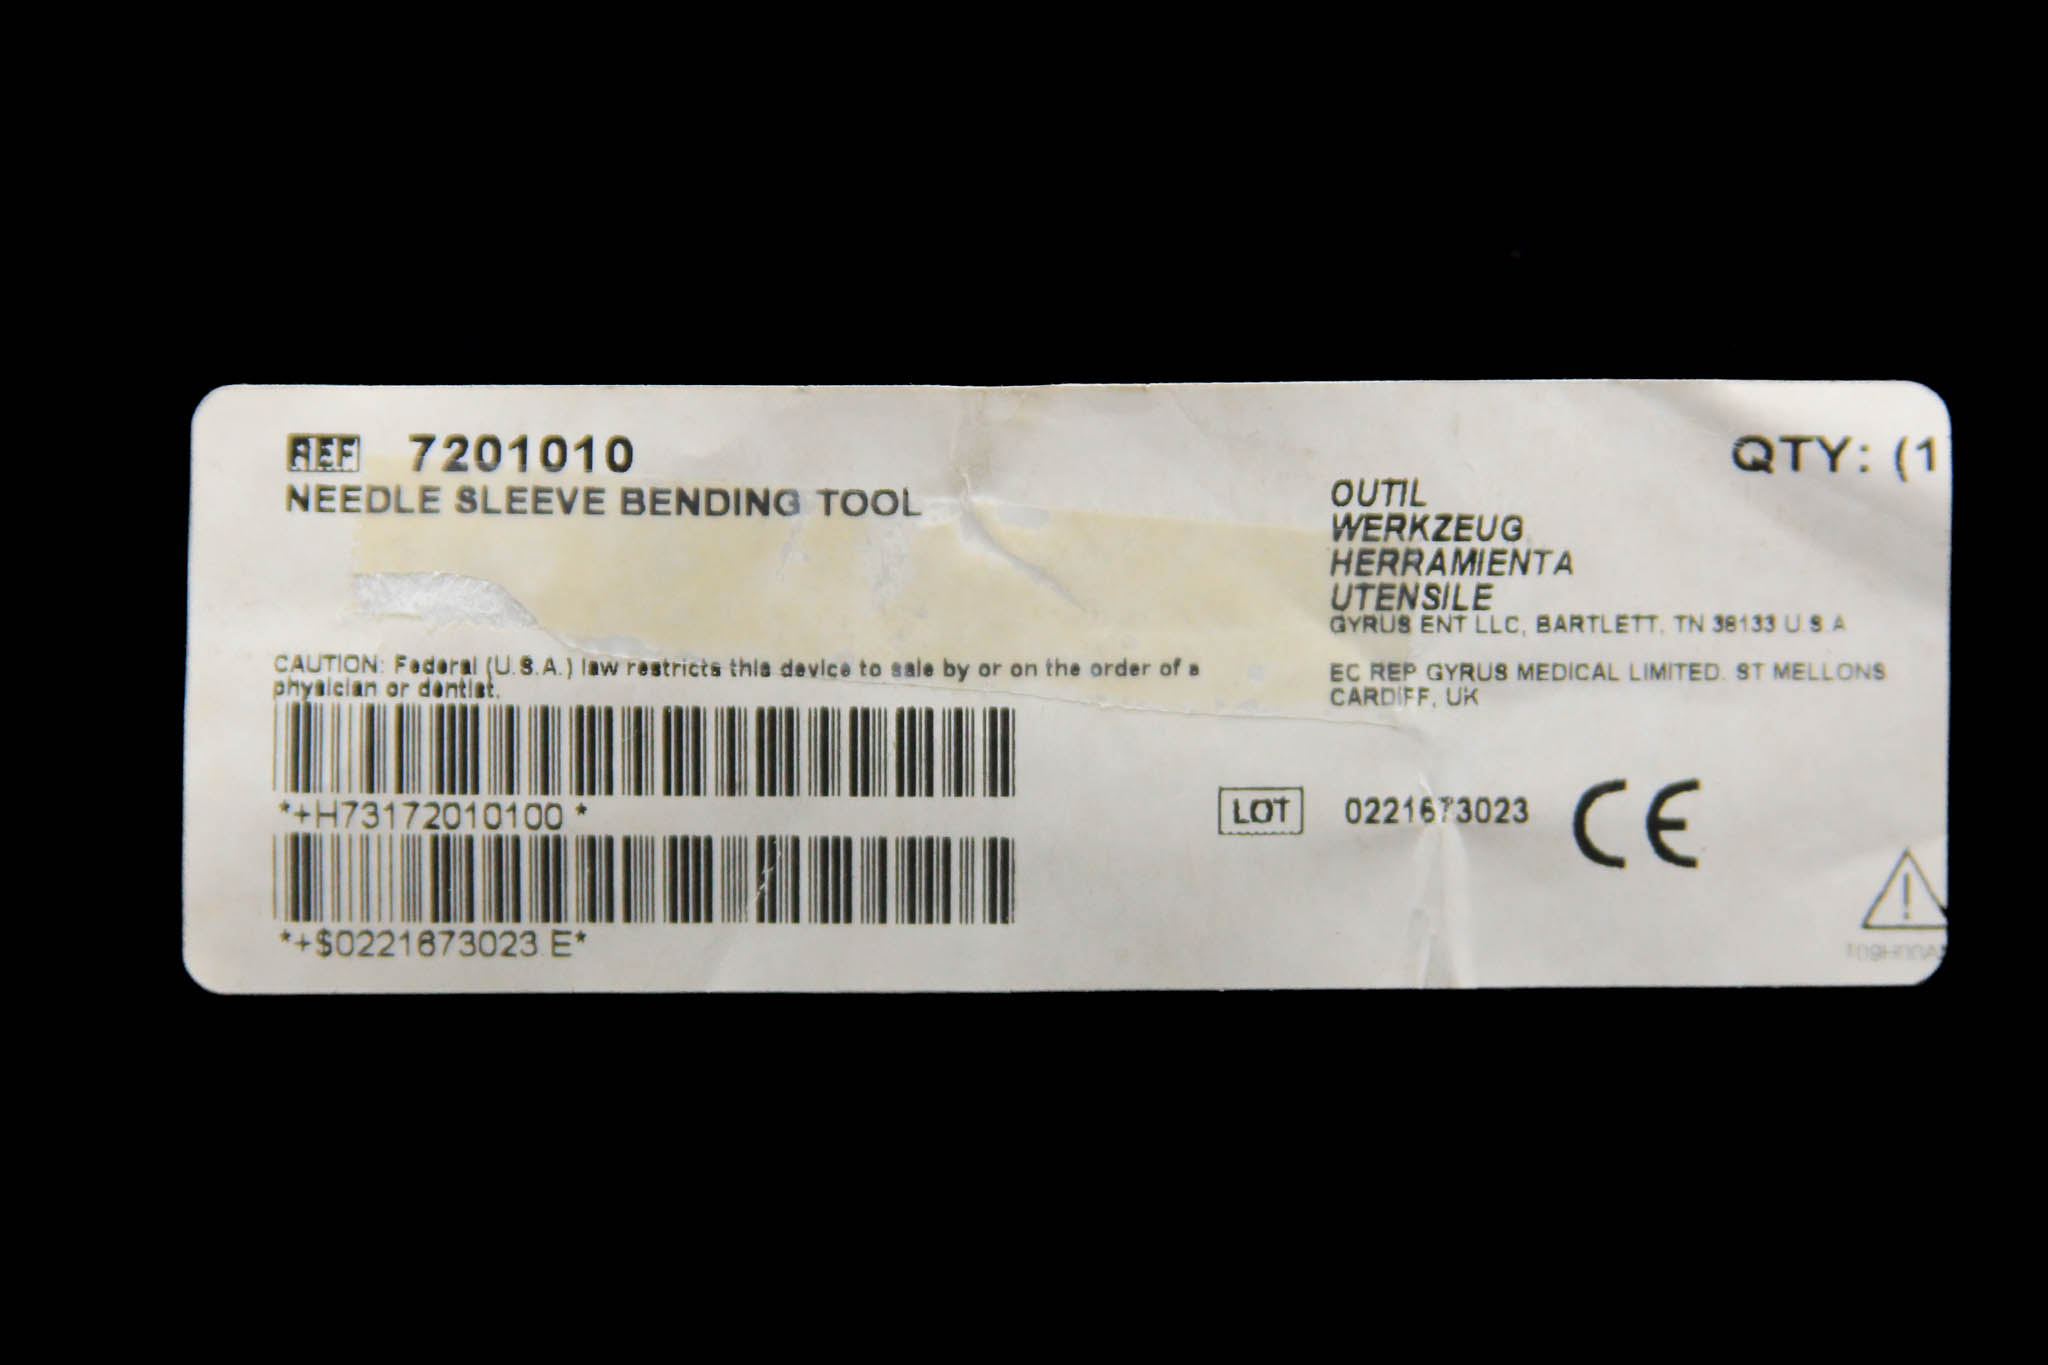 REF 7201010
NEEDLE SLEEVE BENDING TOOL
QTY: (1
OUTIL
WERKZEUG
HERRAMIENTA
UTENSILE
GYRUS ENT LLC, BARTLETT, TN 38133 U.S.A
EC REP GYRUS MEDICAL LIMITED. ST MELLONS
CARDIFF, UK
CAUTION: Federal (U.S.A.) law restricts this device to sale by or on the order of a
physician or dentist.
*+H73172010100 *
LOT 0221673023 CE
*+$0221673023.E*